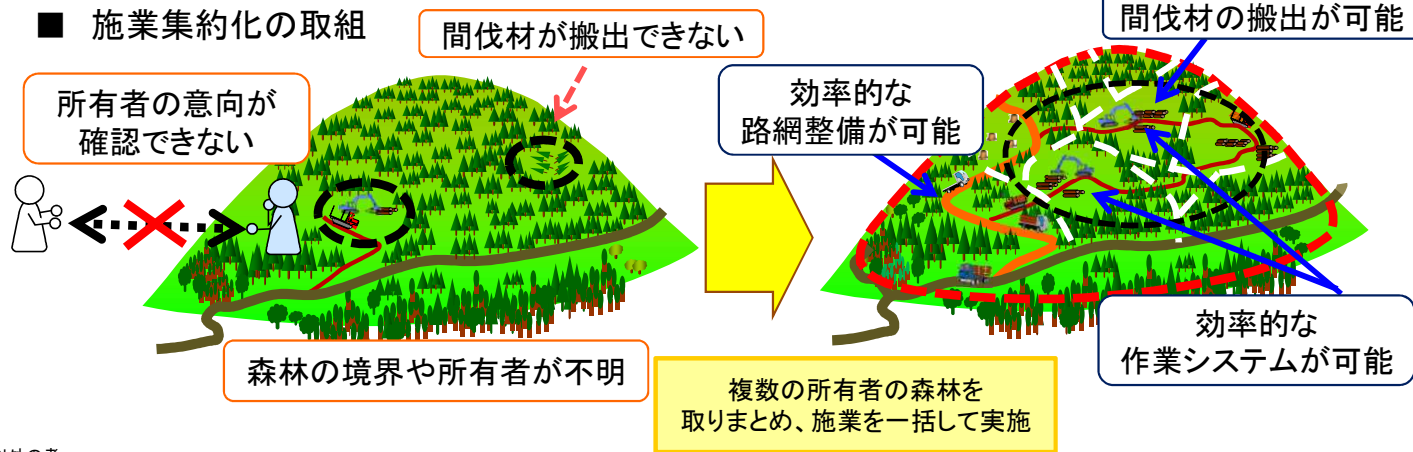 ■ 施業集約化の取組
間伐材が搬出できない
所有者の意向が
確認できない
森林の境界や所有者が不明
間伐材の搬出が可能
効率的な
路網整備が可能
効率的な
作業システムが可能
複数の所有者の森林を
取りまとめ、施業を一括して実施